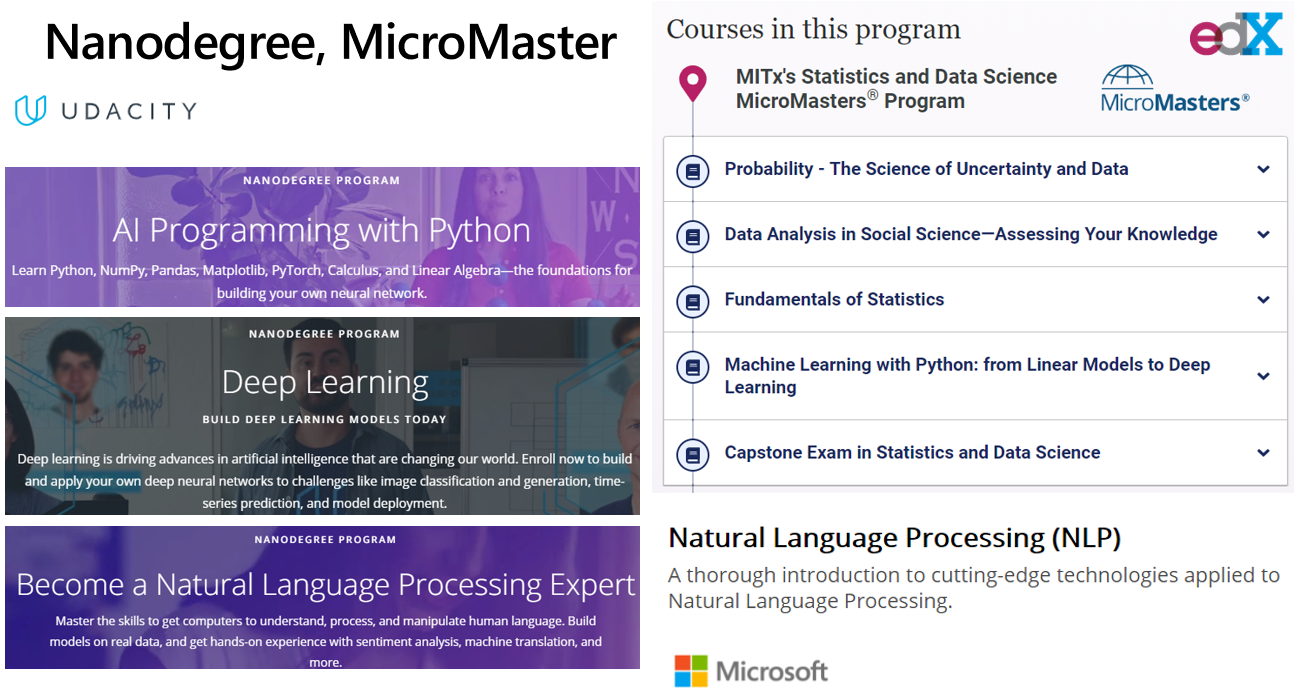 Nanodegree, MicroMaster
UDACITY
NANODEGREE PROGRAM
AI Programming with Python
Learn Python, NumPy, Pandas, Matplotlib, PyTorch, Calculus, and Linear Algebra—the foundations for
building your own neural network.
NANODEGREE PROGRAM
Deep Learning
BUILD DEEP LEARNING MODELS TODAY
Deep learning is driving advances in artificial intelligence that are changing our world. Enroll now to build
and apply your own deep neural networks to challenges like image classification and generation, time-
series prediction, and model deployment.
NANODEGREE PROGRAM
Become a Natural Language Processing Expert
Master the skills to get computers to understand, process, and manipulate human language. Build
models on real data, and get hands-on experience with sentiment analysis, machine translation, and
more.
Courses in this program
edX
MITx's Statistics and Data Science
MicroMasters® Program
MicroMasters®
Probability - The Science of Uncertainty and Data
Data Analysis in Social Science—Assessing Your Knowledge
Fundamentals of Statistics
Machine Learning with Python: from Linear Models to Deep
Learning
Capstone Exam in Statistics and Data Science
Natural Language Processing (NLP)
A thorough introduction to cutting-edge technologies applied to
Natural Language Processing.
Microsoft